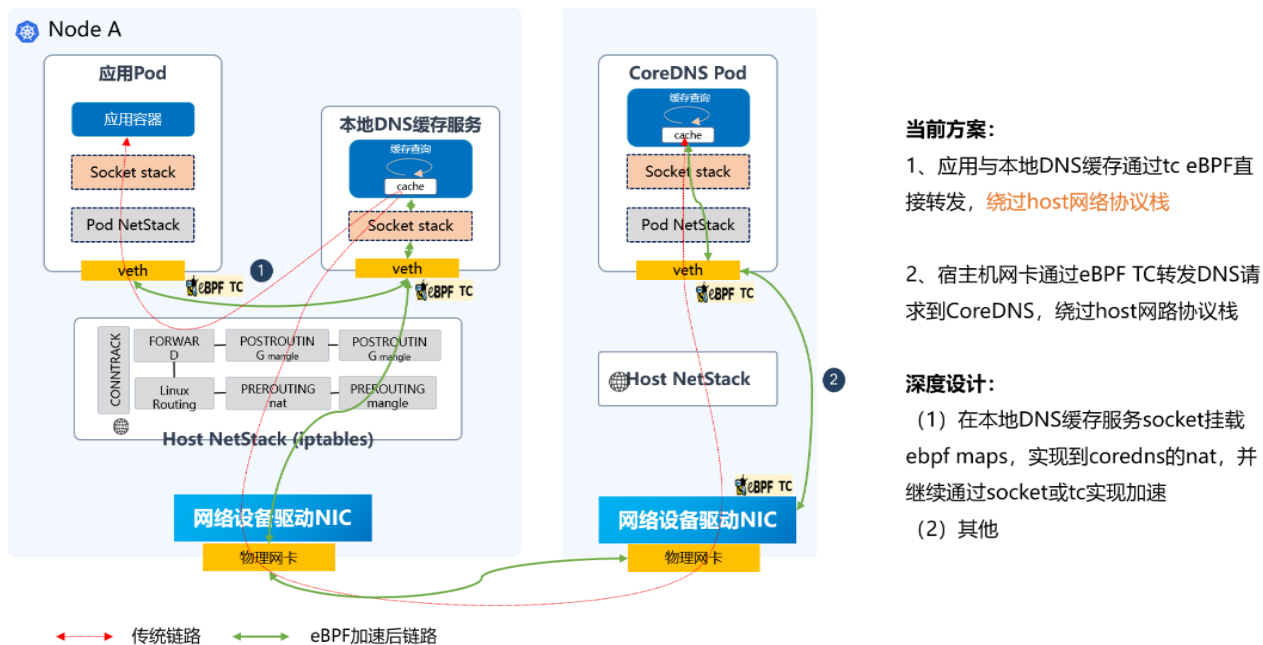 Node A
应用Pod
应用容器
Socket stack
Pod NetStack
veth
eBPF TC
1
本地DNS缓存服务
缓存查询
cache
Socket stack
veth
eBPF TC
CONNTRACK
FORWAR
D
POSTROUTIN
G mangle
POSTROUTIN
G mangle
Linux
Routing
PREROUTING
nat
PREROUTING
mangle
Host NetStack (iptables)
网络设备驱动NIC
物理网卡
CoreDNS Pod
缓存查询
cache
Socket stack
Pod NetStack
veth
eBPF TC
Host NetStack
2
eBPF TC
网络设备驱动NIC
物理网卡
传统链路
eBPF加速后链路
当前方案：
1、应用与本地DNS缓存通过tc eBPF直
接转发，绕过host网络协议栈
2、宿主机网卡通过eBPF TC转发DNS请
求到CoreDNS，绕过host网路协议栈
深度设计：
（1）在本地DNS缓存服务socket挂载
ebpf maps，实现到coredns的nat，并
继续通过socket或tc实现加速
（2）其他